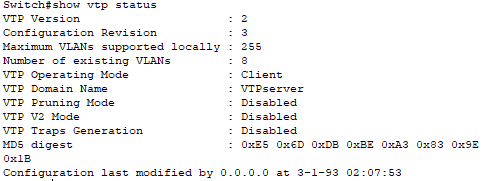 Switch#show vtp status
VTP Version : 2
Configuration Revision : 3
Maximum VLANs supported locally : 255
Number of existing VLANs : 8
VTP Operating Mode : Client
VTP Domain Name : VTPserver
VTP Pruning Mode : Disabled
VTP V2 Mode : Disabled
VTP Traps Generation : Disabled
MD5 digest : 0xE5 0x6D 0xDB 0xBE 0xA3 0x83 0x9E
0x1B
Configuration last modified by 0.0.0.0 at 3-1-93 02:07:53